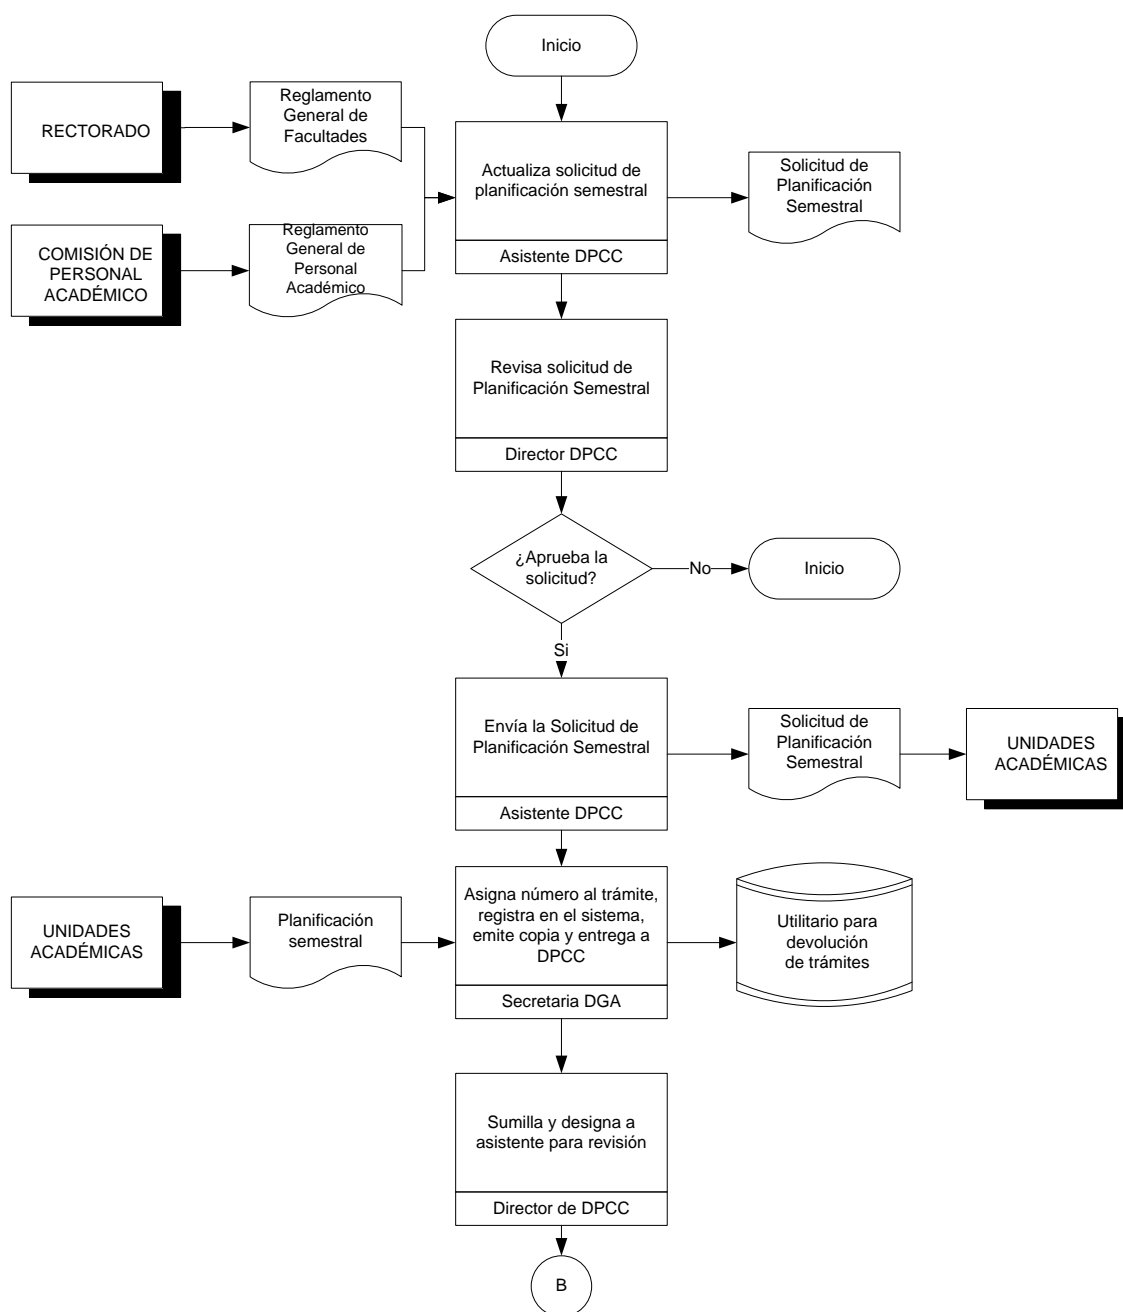 Inicio
RECTORADO
Reglamento
General de
Facultades
Actualiza solicitud de
planificación semestral
Asistente DPCC
Solicitud de
Planificación
Semestral
COMISIÓN DE
PERSONAL
ACADÉMICO
Reglamento
General de
Personal
Académico
Revisa solicitud de
Planificación Semestral
Director DPCC
¿Aprueba la
solicitud?
No
Inicio
Si
Envía la Solicitud de
Planificación Semestral
Asistente DPCC
Solicitud de
Planificación
Semestral
UNIDADES
ACADÉMICAS
UNIDADES
ACADÉMICAS
Planificación
semestral
Asigna número al trámite,
registra en el sistema,
emite copia y entrega a
DPCC
Secretaria DGA
Utilitario para
devolución
de trámites
Sumilla y designa a
asistente para revisión
Director de DPCC
B